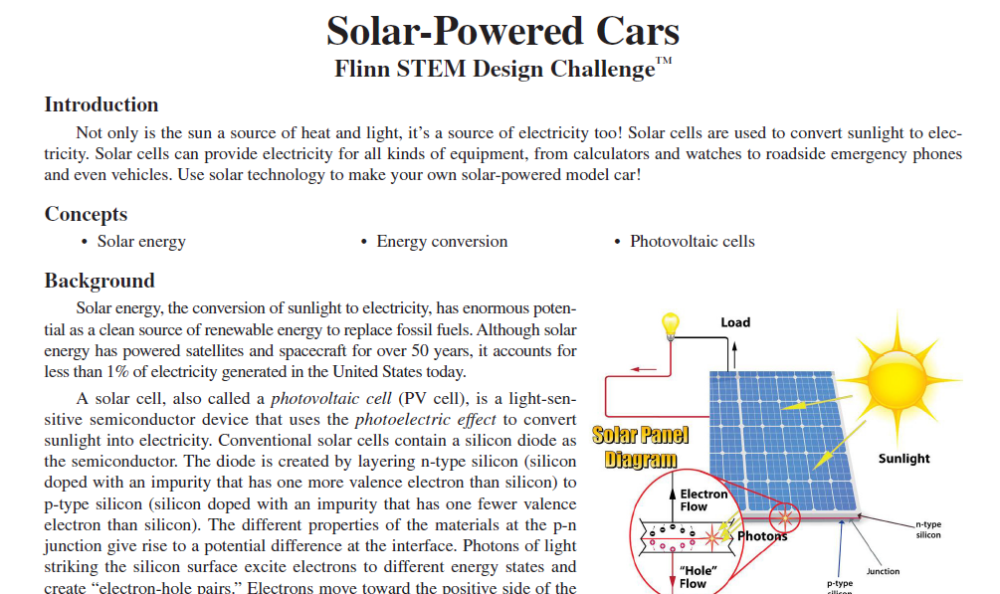 Solar-Powered Cars
Flinn STEM Design Challenge™
Introduction
Not only is the sun a source of heat and light, it’s a source of electricity too! Solar cells are used to convert sunlight to elec-
tricity. Solar cells can provide electricity for all kinds of equipment, from calculators and watches to roadside emergency phones
and even vehicles. Use solar technology to make your own solar-powered model car!
Concepts
• Solar energy • Energy conversion • Photovoltaic cells
Background
Solar energy, the conversion of sunlight to electricity, has enormous poten-
tial as a clean source of renewable energy to replace fossil fuels. Although solar
energy has powered satellites and spacecraft for over 50 years, it accounts for
less than 1% of electricity generated in the United States today.
A solar cell, also called a photovoltaic cell (PV cell), is a light-sen-
sitive semiconductor device that uses the photoelectric effect to convert
sunlight into electricity. Conventional solar cells contain a silicon diode as
the semiconductor. The diode is created by layering n-type silicon (silicon
doped with an impurity that has one more valence electron than silicon) to
p-type silicon (silicon doped with an impurity that has one fewer valence
electron than silicon). The different properties of the materials at the p-n
junction give rise to a potential difference at the interface. Photons of light
striking the silicon surface excite electrons to different energy states and
create “electron-hole pairs.” Electrons move toward the positive side of the
Load
Solar Panel
Diagram
Sunlight
Electron
Flow
Photons
“Hole”
Flow
n-type
silicon
Junction
p-type
silicon